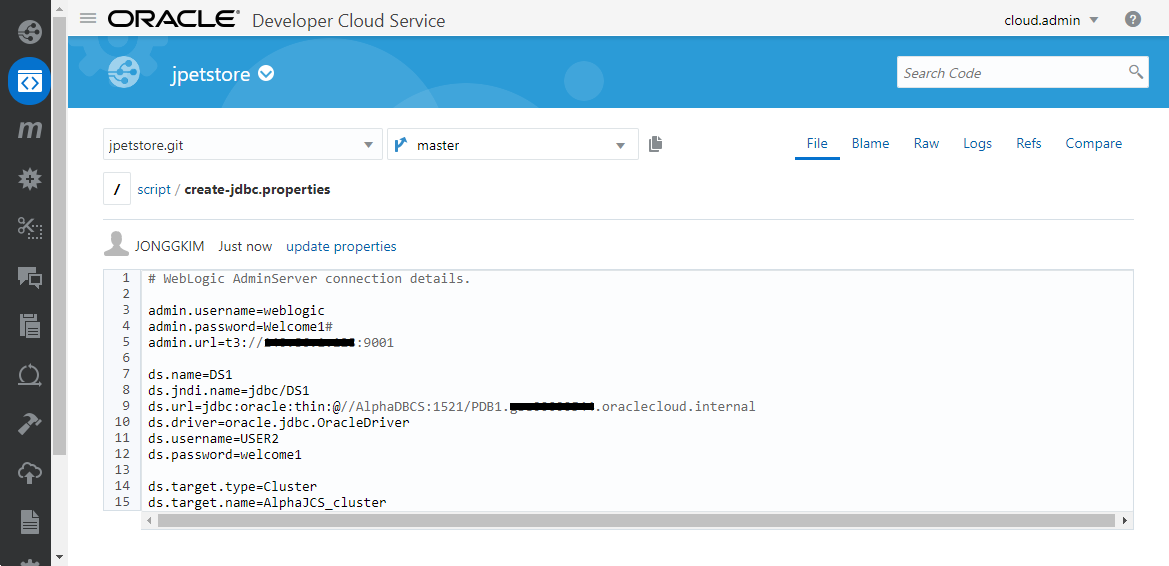 ORACLE® Developer Cloud Service
cloud.admin
?
m
jpetstore
Search Code
jpetstore.git
master
File Blame Raw Logs Refs Compare
/ script / create-jdbc.properties
JONGGKIM Just now update properties
1 # WebLogic AdminServer connection details.
2
3 admin.username=weblogic
4 admin.password=Welcome1#
5 admin.url=t3:// :9001
6
7 ds.name=DS1
8 ds.jndi.name=jdbc/DS1
9 ds.url=jdbc:oracle:thin:@//AlphaDBCS:1521/PDB1. .oraclecloud.internal
10 ds.driver=oracle.jdbc.OracleDriver
11 ds.username=USER2
12 ds.password=welcome1
13
14 ds.target.type=Cluster
15 ds.target.name=AlphaJCS_cluster